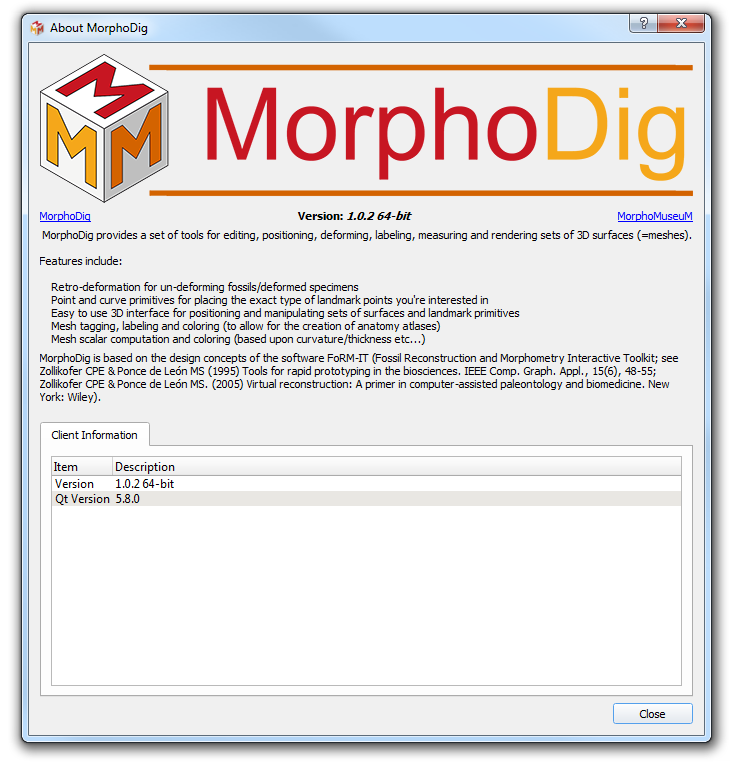 About MorphoDig
M M M MorphoDig
MorphoDig Version: 1.0.2 64-bit MorphoMuseuM
MorphoDig provides a set of tools for editing, positioning, deforming, labeling, measuring and rendering sets of 3D surfaces (=meshes).
Features include:
Retro-deformation for un-deforming fossils/deformed specimens
Point and curve primitives for placing the exact type of landmark points you're interested in
Easy to use 3D interface for positioning and manipulating sets of surfaces and landmark primitives
Mesh tagging, labeling and coloring (to allow for the creation of anatomy atlases)
Mesh scalar computation and coloring (based upon curvature/thickness etc...)
MorphoDig is based on the design concepts of the software FoRM-IT (Fossil Reconstruction and Morphometry Interactive Toolkit; see
Zollikofer CPE & Ponce de León MS (1995) Tools for rapid prototyping in the biosciences. IEEE Comp. Graph. Appl., 15(6), 48-55;
Zollikofer CPE & Ponce de León MS. (2005) Virtual reconstruction: A primer in computer-assisted paleontology and biomedicine. New
York: Wiley).
Client Information
Item Description
Version 1.0.2 64-bit
Qt Version 5.8.0
Close